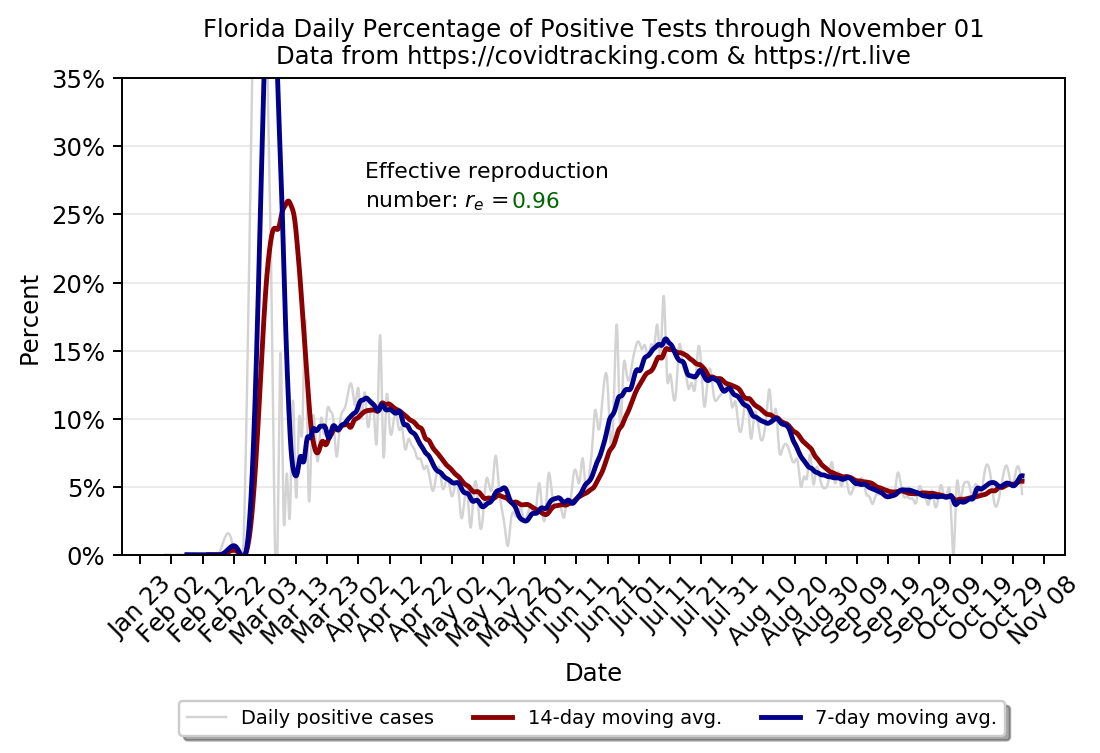 Florida Daily Percentage of Positive Tests through November 01
Data from https://covidtracking.com & https://rt.live
35%
30%
25%
20%
15%
10%
5%
0%
Percent
Effective reproduction
number: rₑ = 0.96
Jan 23
Feb 02
Feb 12
Feb 22
Mar 03
Mar 13
Mar 23
Apr 02
Apr 12
Apr 22
May 02
May 12
May 22
Jun 01
Jun 11
Jun 21
Jul 01
Jul 11
Jul 21
Jul 31
Aug 10
Aug 20
Aug 30
Sep 09
Sep 19
Sep 29
Oct 09
Oct 19
Oct 29
Nov 08
Date
Daily positive cases
14-day moving avg.
7-day moving avg.